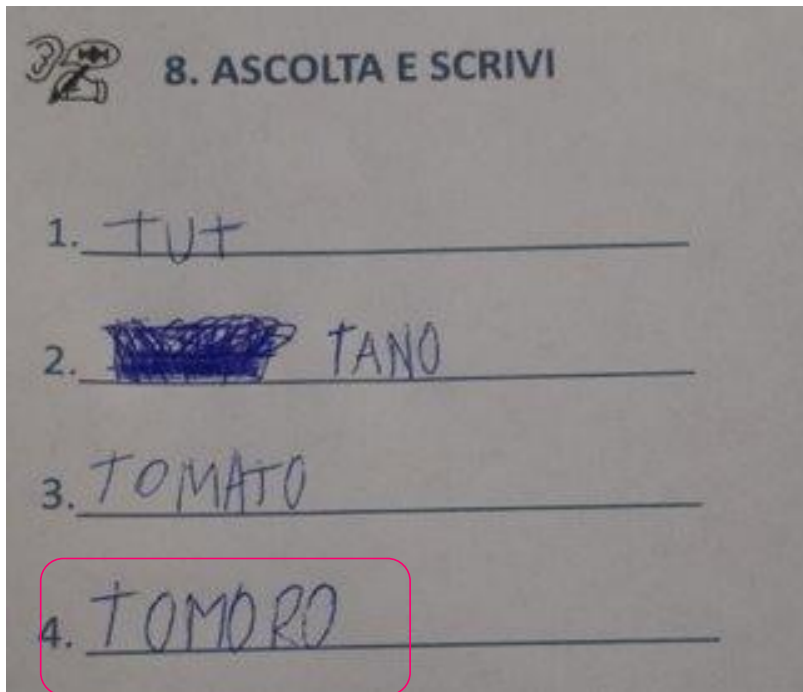 8. ASCOLTA E SCRIVI
1. TUT
2. TANO
3. TOMATO
4. TOMORO